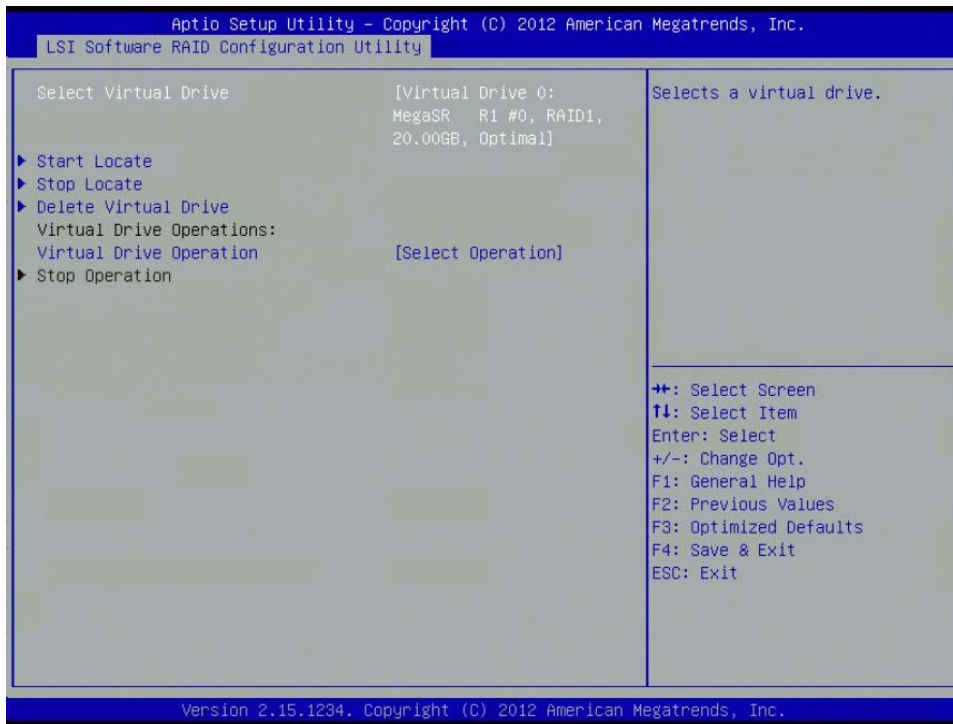 Aptio Setup Utility – Copyright (C) 2012 American Megatrends, Inc.
LSI Software RAID Configuration Utility
Select Virtual Drive [Virtual Drive 0:
MegaSR R1 #0, RAID1,
20.00GB, Optimal]
Start Locate
Stop Locate
Delete Virtual Drive
Virtual Drive Operations:
Virtual Drive Operation [Select Operation]
Stop Operation
Selects a virtual drive.
→←: Select Screen
↑↓: Select Item
Enter: Select
+/-: Change Opt.
F1: General Help
F2: Previous Values
F3: Optimized Defaults
F4: Save & Exit
ESC: Exit
Version 2.15.1234. Copyright (C) 2012 American Megatrends, Inc.